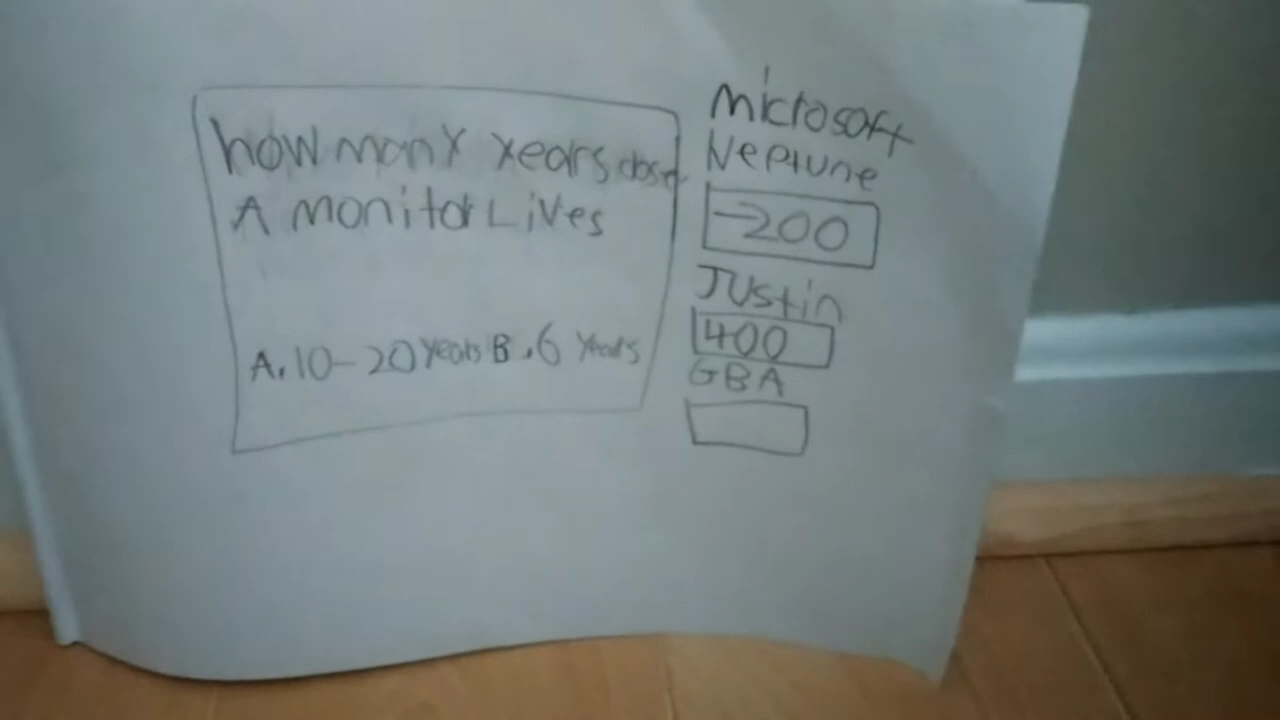 how many years does
A monitor Lives
A. 10-20 years B. 6 years
microsoft
Neptune
-200
Justin
400
GBA